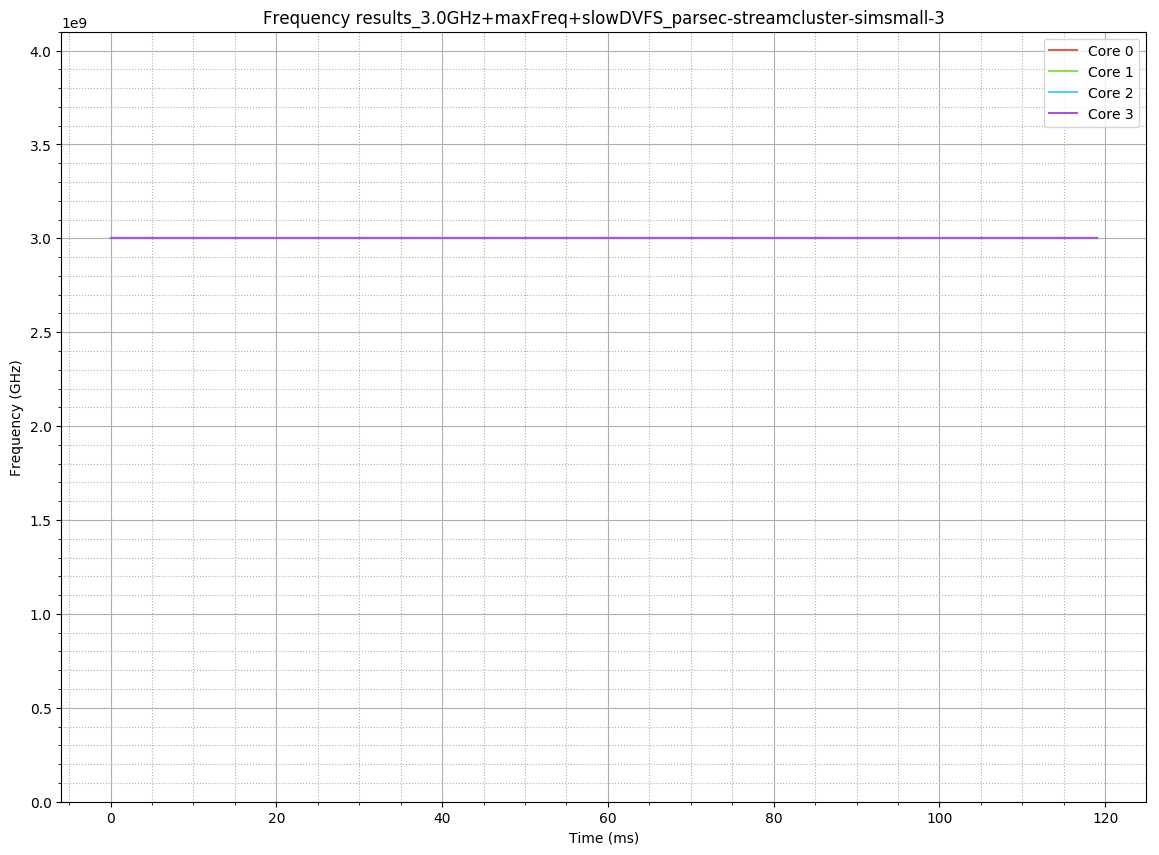 Frequency results_3.0GHz+maxFreq+slowDVFS_parsec-streamcluster-simsmall-3
1e9
Core 0
Core 1
Core 2
Core 3
4.0
3.5
3.0
2.5
2.0
1.5
1.0
0.5
0.0
Frequency (GHz)
0 20 40 60 80 100 120
Time (ms)